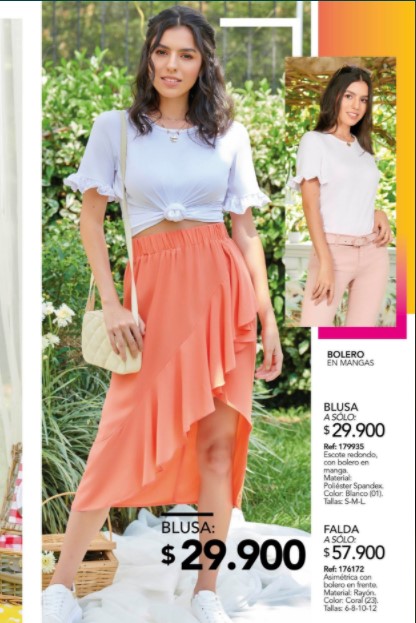 BOLERO
EN MANGAS
BLUSA
A SÓLO:
$29.900
Ref: 179935
Escote redondo,
con bolero en
manga.
Material:
Poliéster Spandex.
Color: Blanco (01).
Tallas: S-M-L.
FALDA
A SÓLO:
$57.900
Ref: 176172
Asimétrica con
bolero en frente.
Material: Rayón.
Color: Coral (23).
Tallas: 6-8-10-12
BLUSA:
$29.900